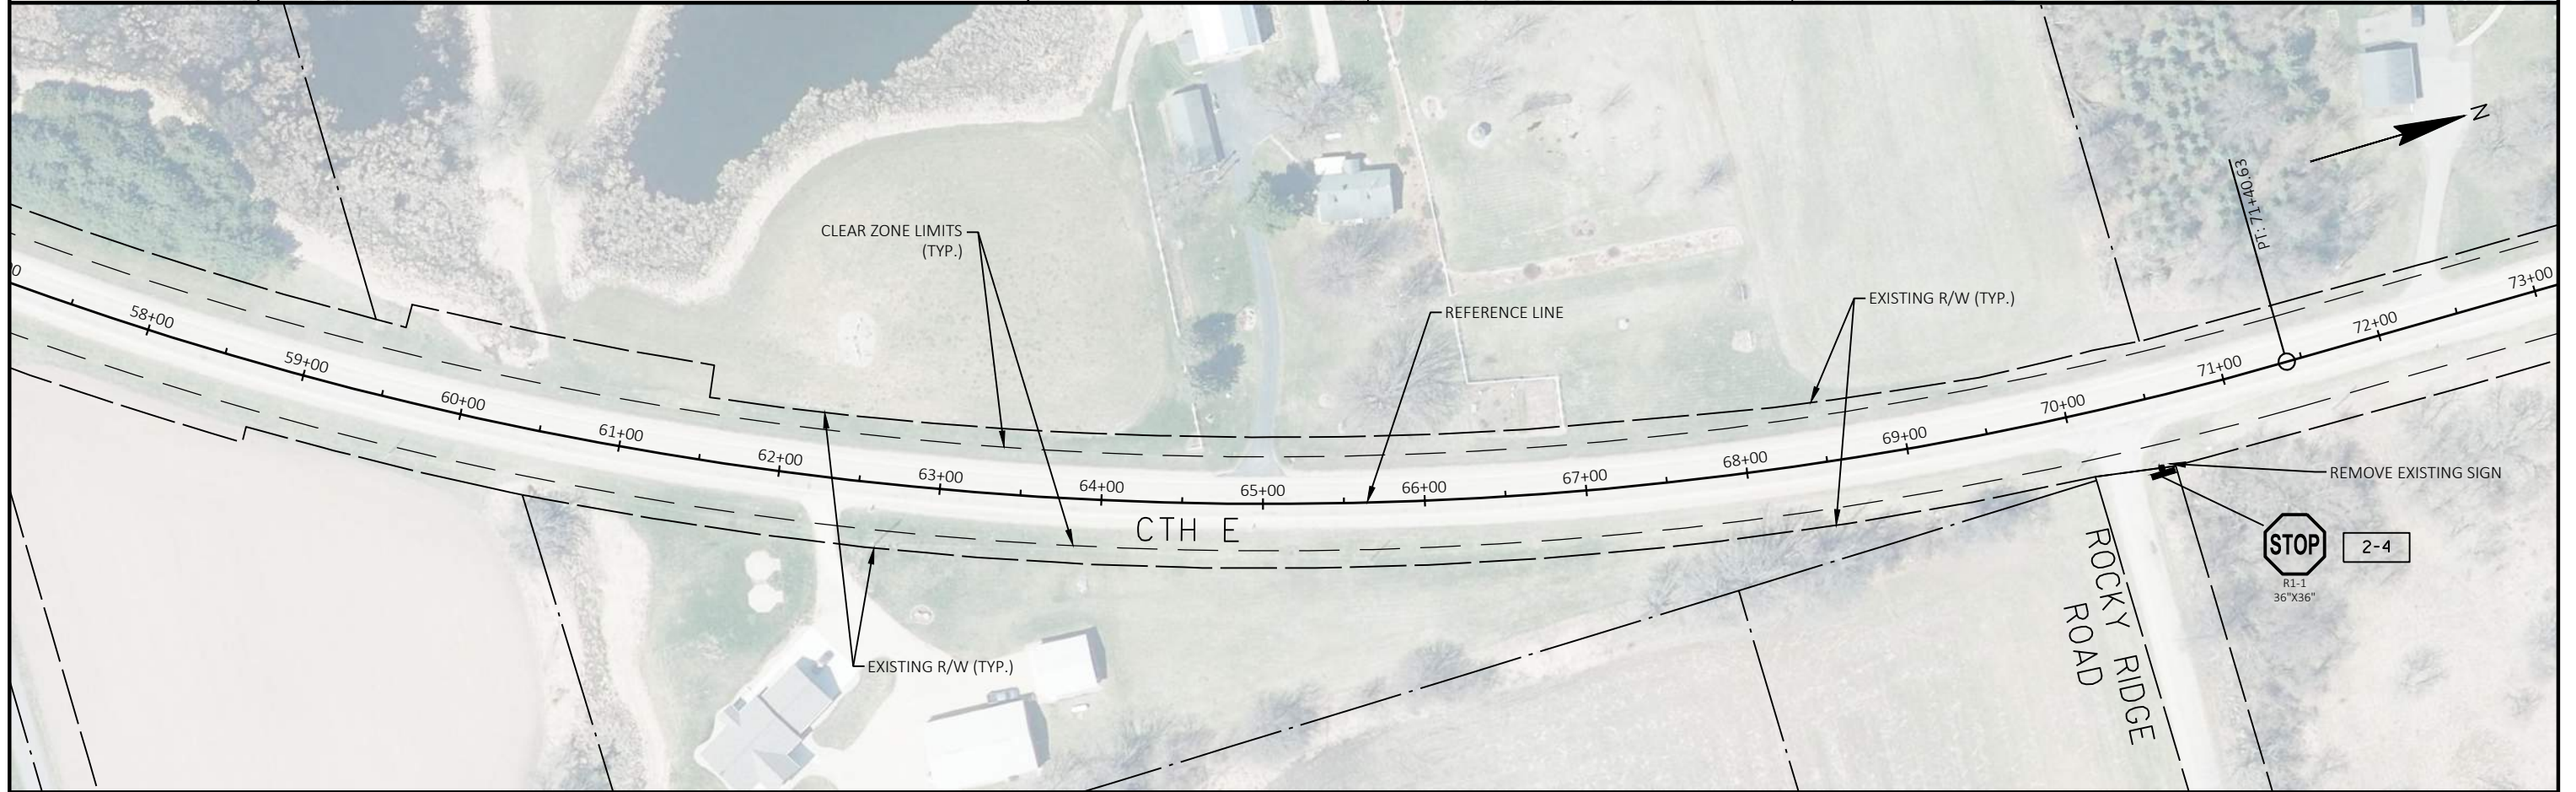 CLEAR ZONE LIMITS
(TYP.)
REFERENCE LINE
EXISTING R/W (TYP.)
N
PT: 71+40.63
0
58+00
59+00
60+00
61+00
62+00
63+00
64+00
65+00
66+00
67+00
68+00
69+00
70+00
71+00
72+00
73+00
CTH E
REMOVE EXISTING SIGN
STOP
2-4
R1-1
36"X36"
ROCKY RIDGE
ROAD
EXISTING R/W (TYP.)